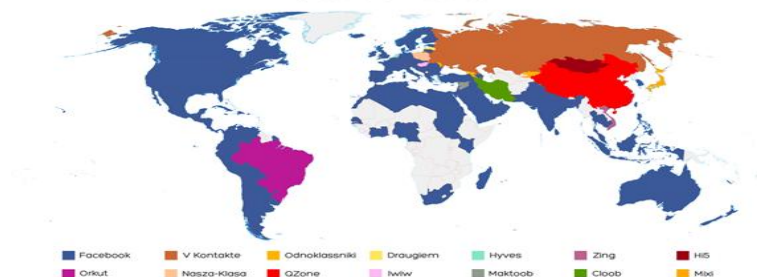 Facebook V Kontakte Odnoklassniki Draugiem Hyves Zing Hi5
Orkut Nasza-Klasa QZone Iwiw Maktoob Cloob Mixi